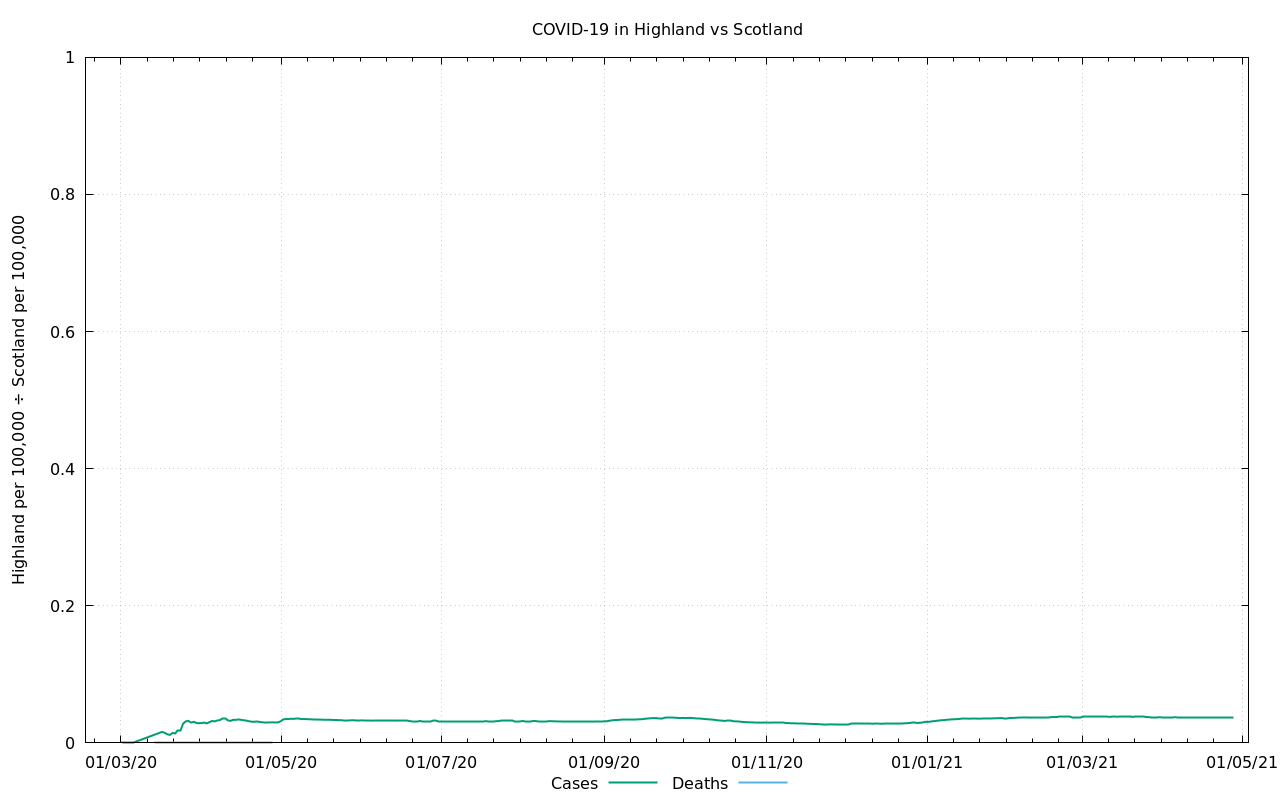 COVID-19 in Highland vs Scotland
Highland per 100,000 ÷ Scotland per 100,000
1
0.8
0.6
0.4
0.2
0
01/03/20 01/05/20 01/07/20 01/09/20 01/11/20 01/01/21 01/03/21 01/05/21
Cases Deaths